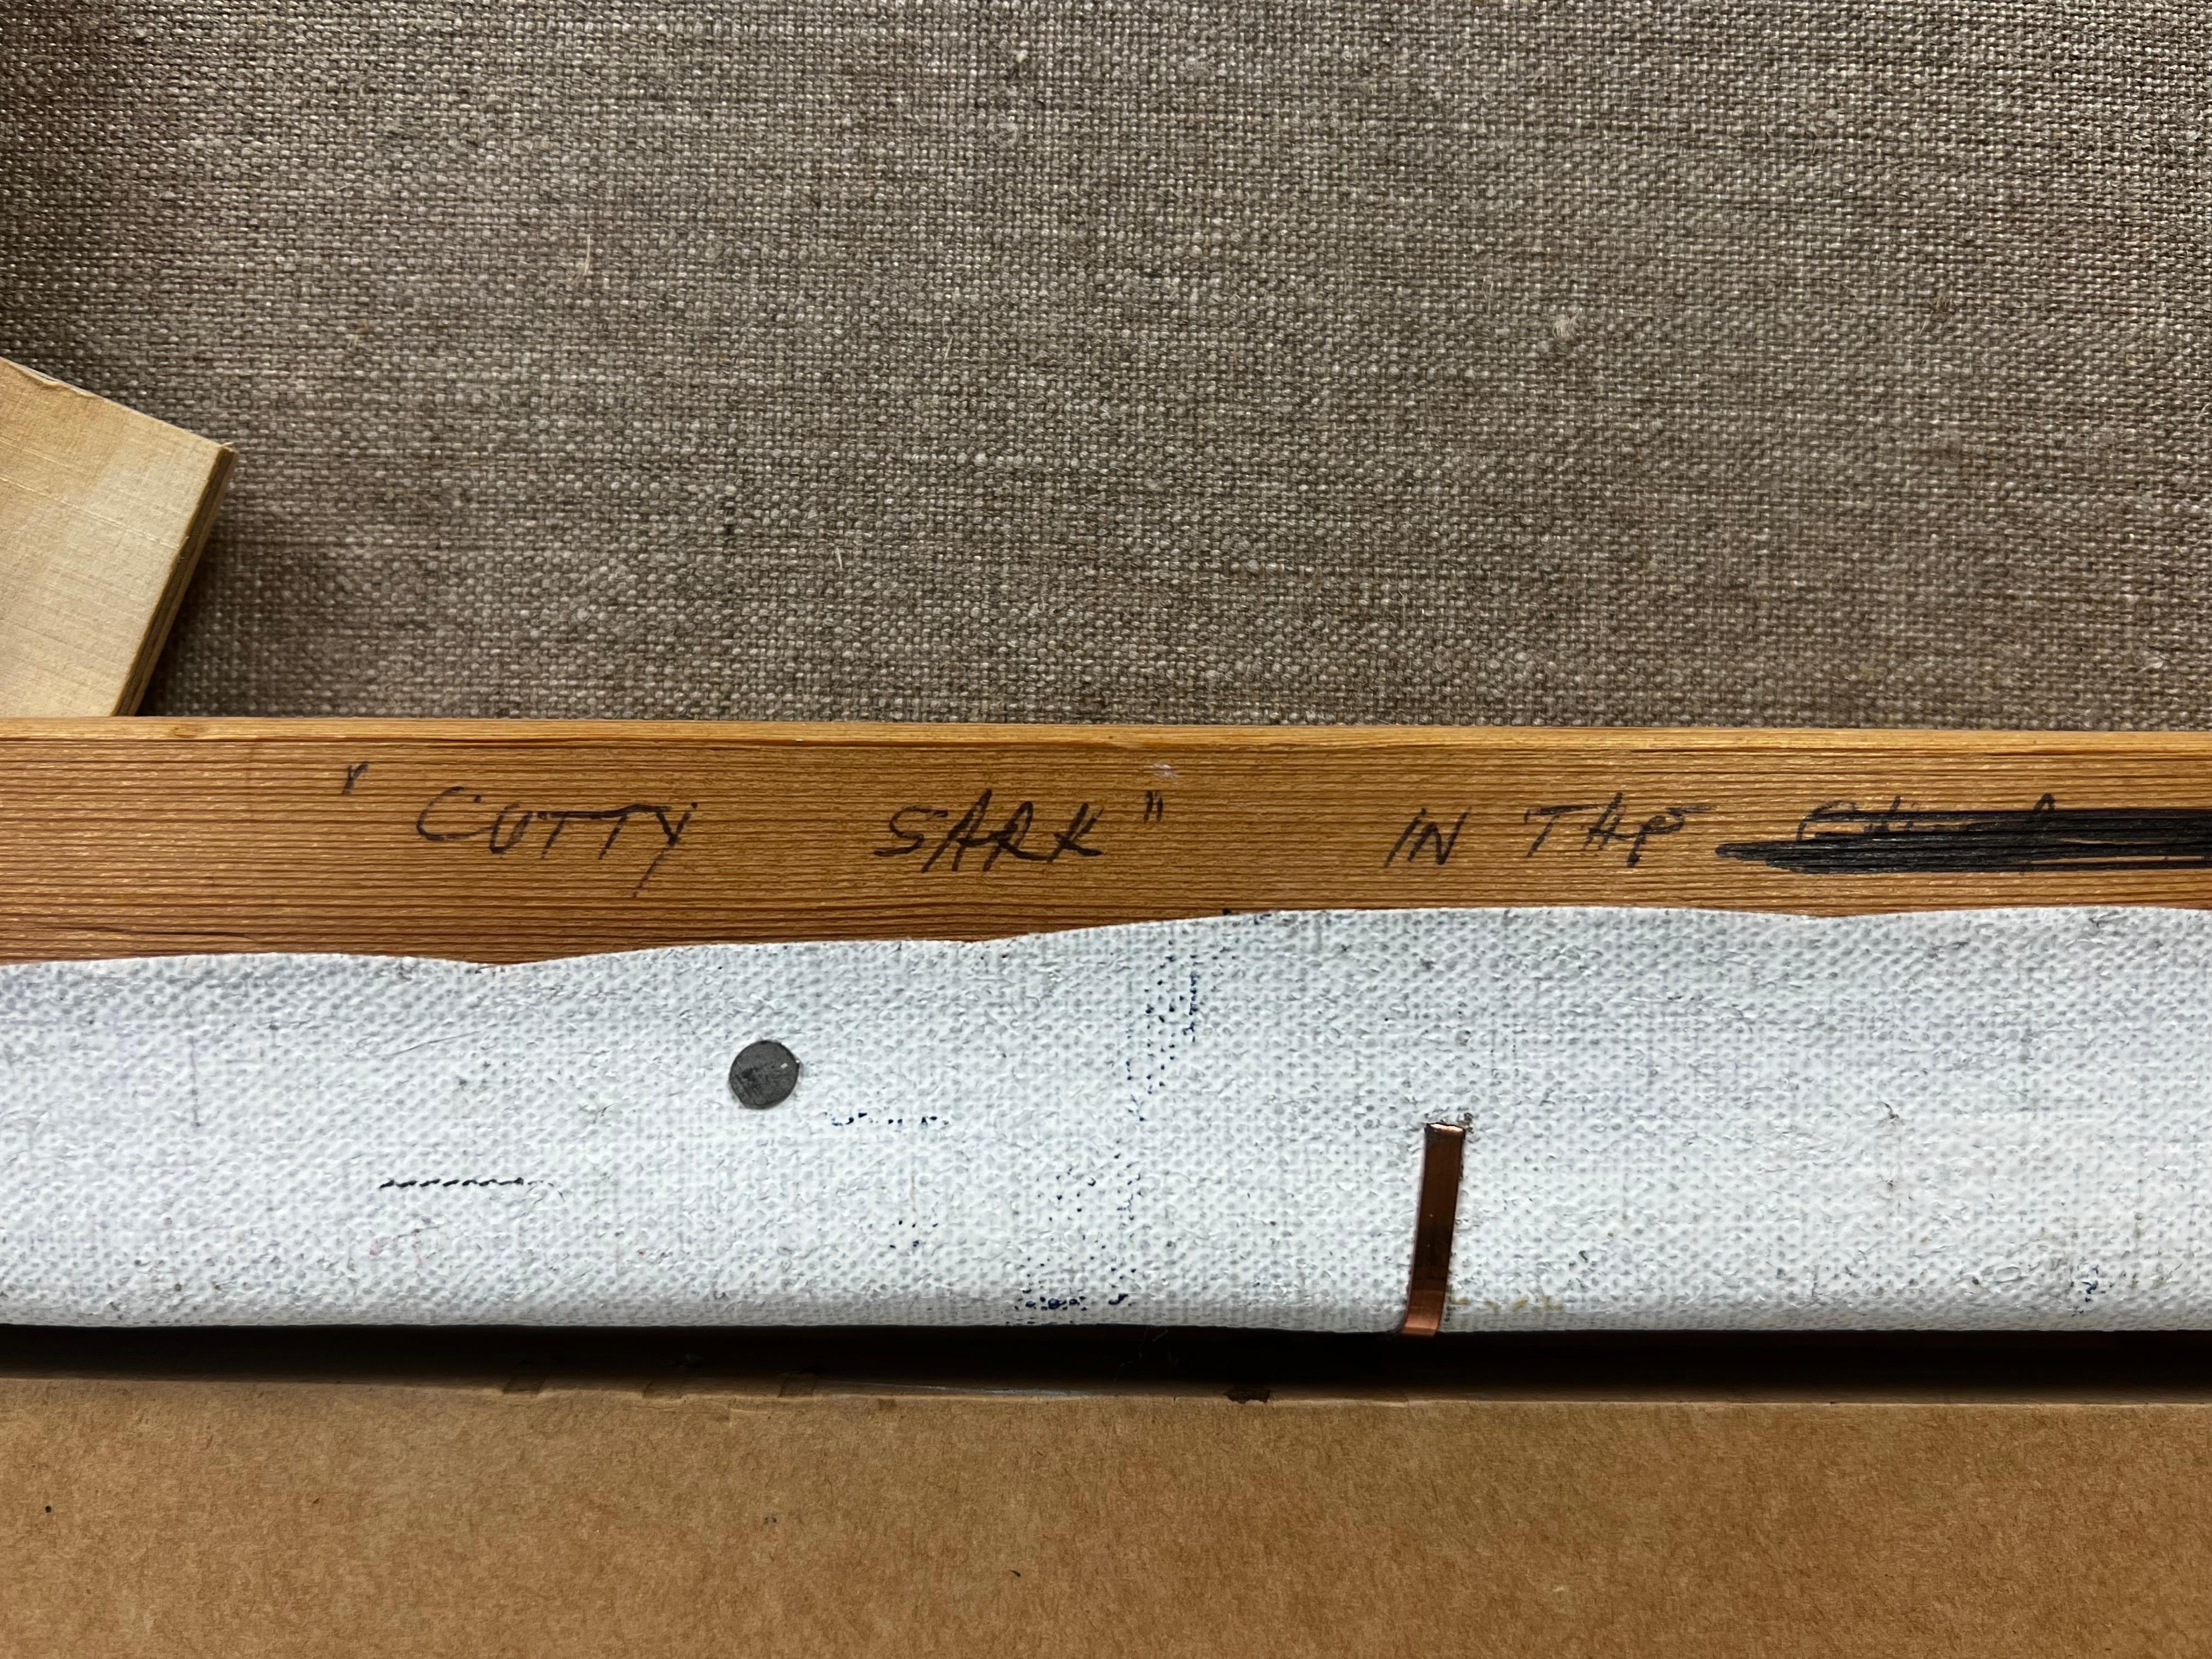 "CUTTY SARK" IN THE